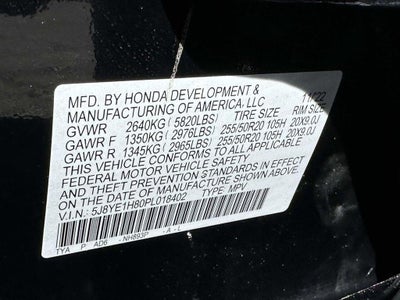 MFD. BY HONDA DEVELOPMENT & 11/22
MANUFACTURING OF AMERICA, LLC
GVWR 2640KG (5820LBS) TIRE SIZE RIM SIZE
GAWR F 1350KG (2976LBS) 255/50R20 105H 20X9.0J
GAWR R 1345KG (2965LBS) 255/50R20 105H 20X9.0J
THIS VEHICLE CONFORMS TO ALL APPLICABLE
FEDERAL MOTOR VEHICLE SAFETY
AND THEFT PREVENTION STANDARDS IN EFFECT
ON THE DATE OF MANUFACTURE SHOWN ABOVE.
V.I.N.: 5J8YE1H80PL018402 TYPE: MPV
TYA P AD6 -NH893P -A -L